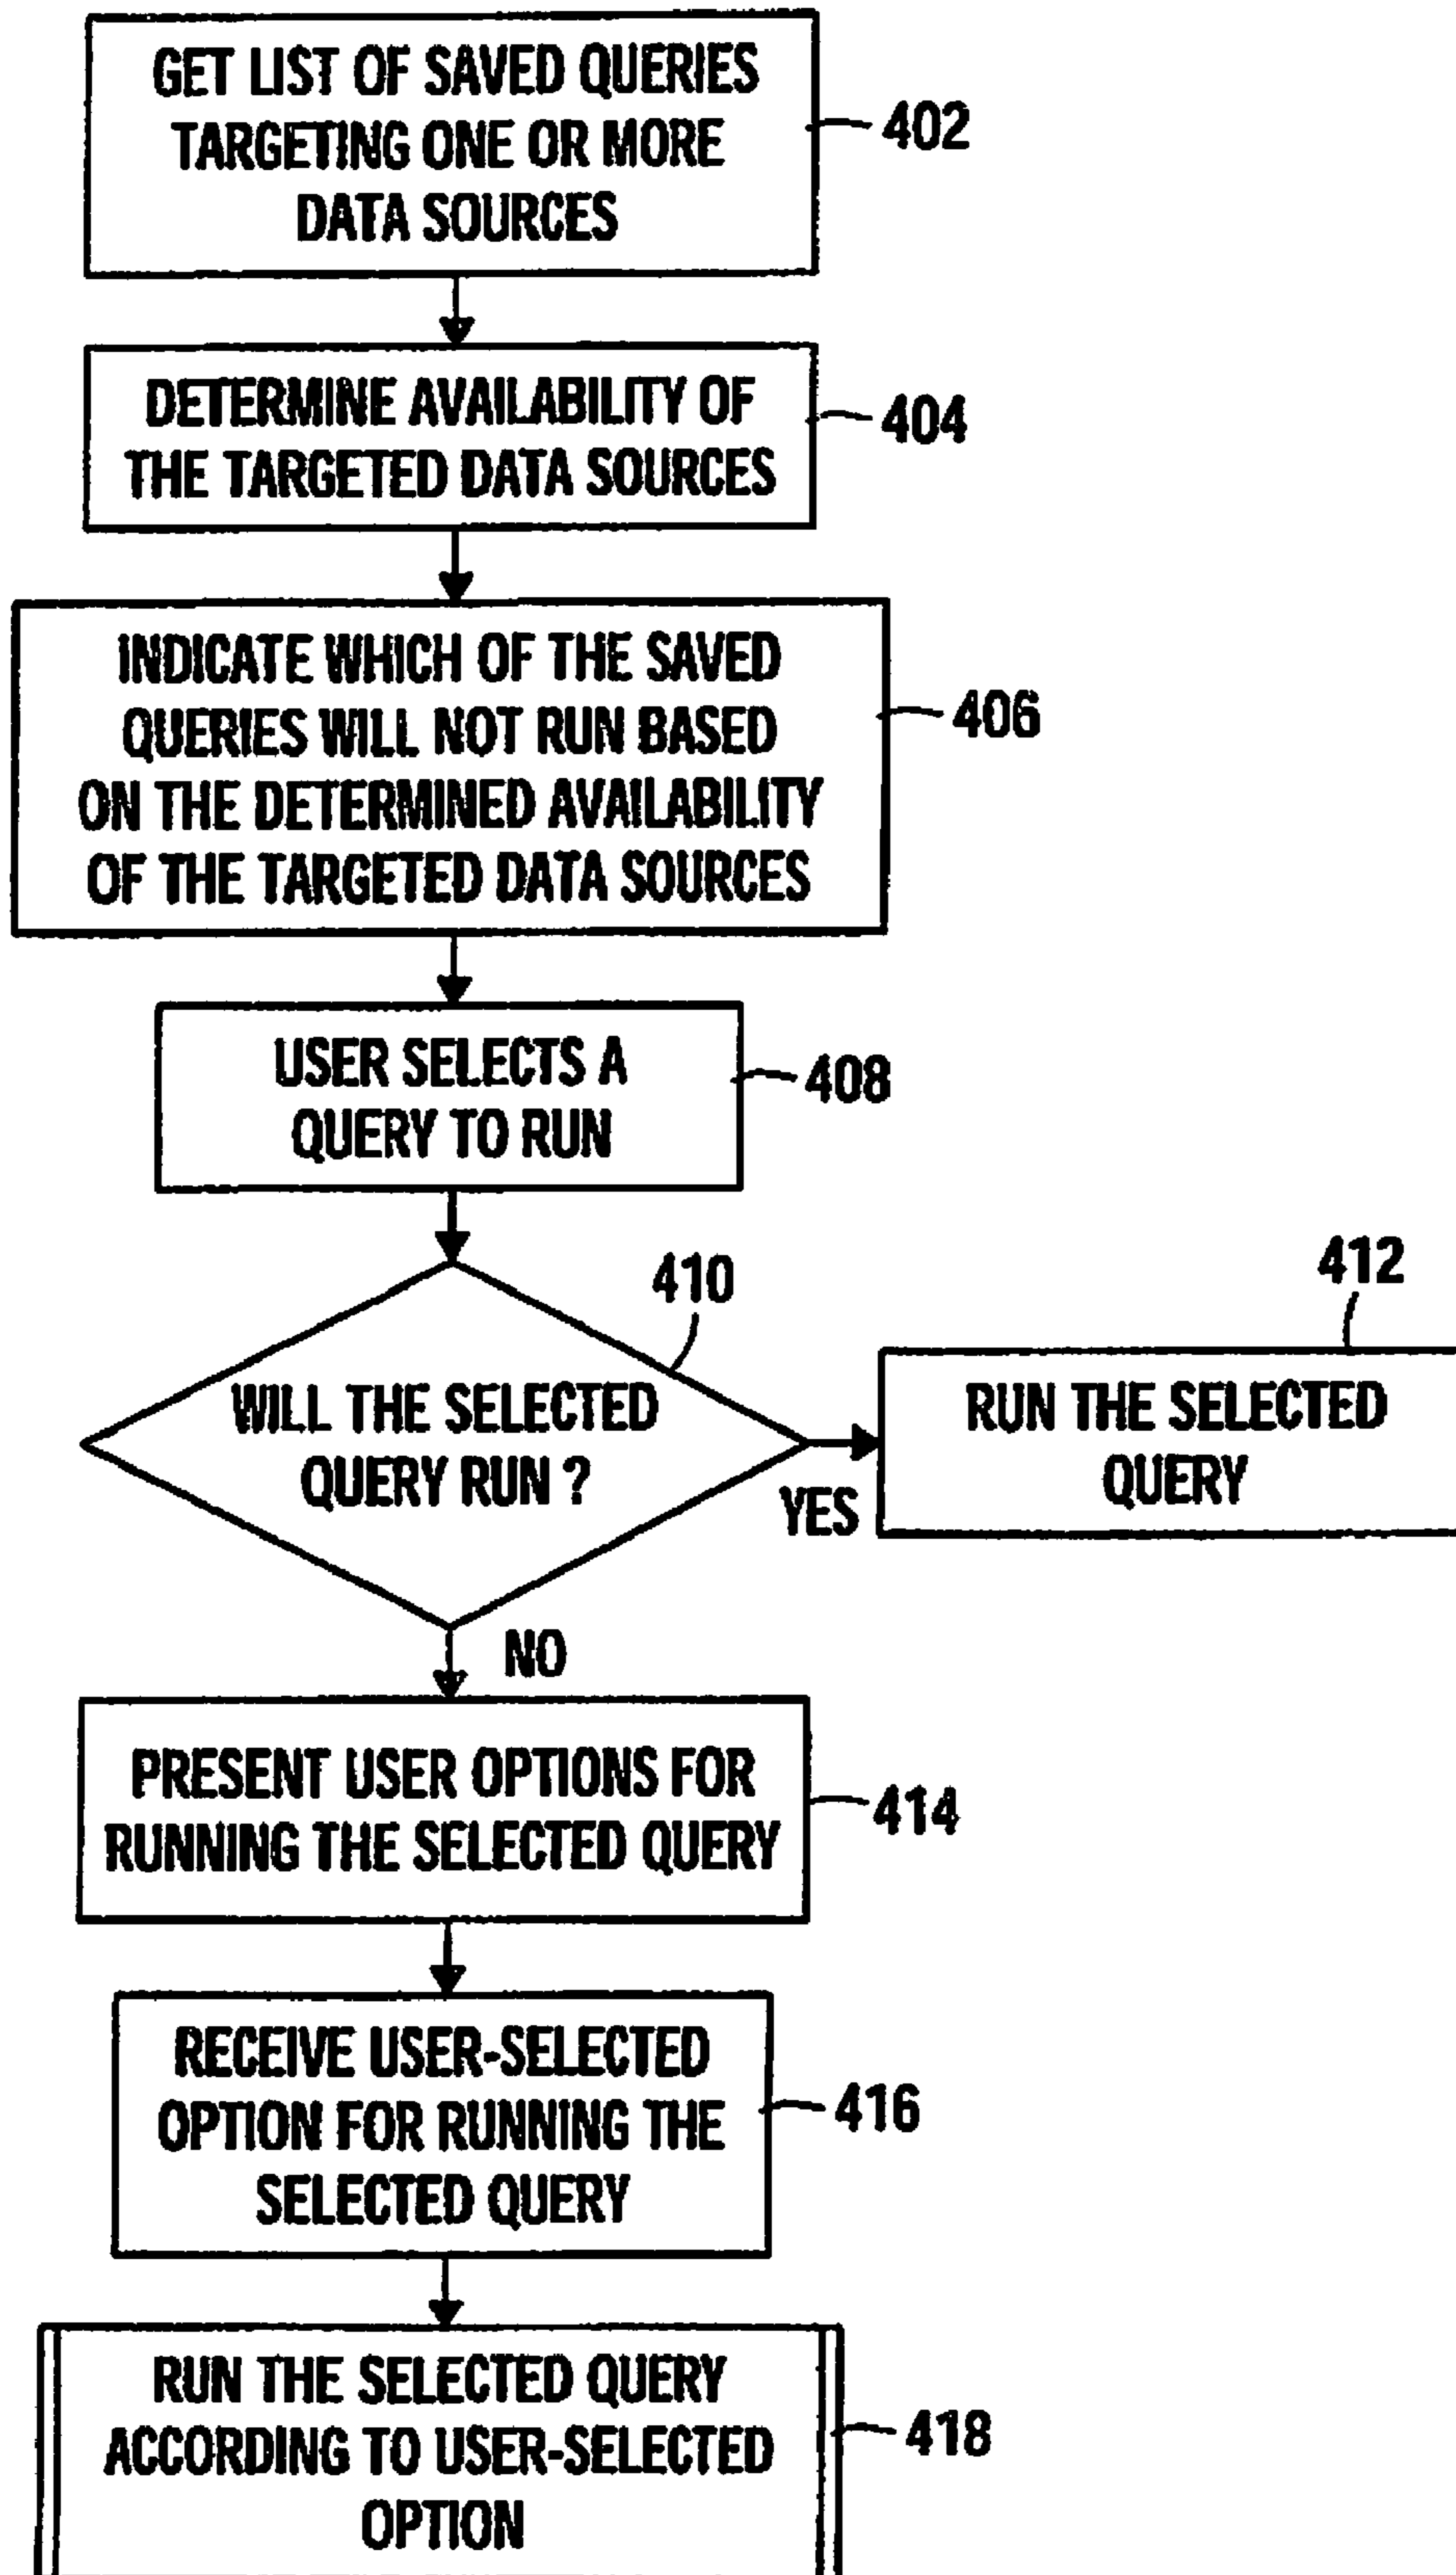 GET LIST OF SAVED QUERIES
TARGETING ONE OR MORE
DATA SOURCES
402
DETERMINE AVAILABILITY OF
THE TARGETED DATA SOURCES
404
INDICATE WHICH OF THE SAVED
QUERIES WILL NOT RUN BASED
ON THE DETERMINED AVAILABILITY
OF THE TARGETED DATA SOURCES
406
USER SELECTS A
QUERY TO RUN
408
410
WILL THE SELECTED
QUERY RUN ?
YES
412
RUN THE SELECTED
QUERY
NO
PRESENT USER OPTIONS FOR
RUNNING THE SELECTED QUERY
414
RECEIVE USER-SELECTED
OPTION FOR RUNNING THE
SELECTED QUERY
416
RUN THE SELECTED QUERY
ACCORDING TO USER-SELECTED
OPTION
418